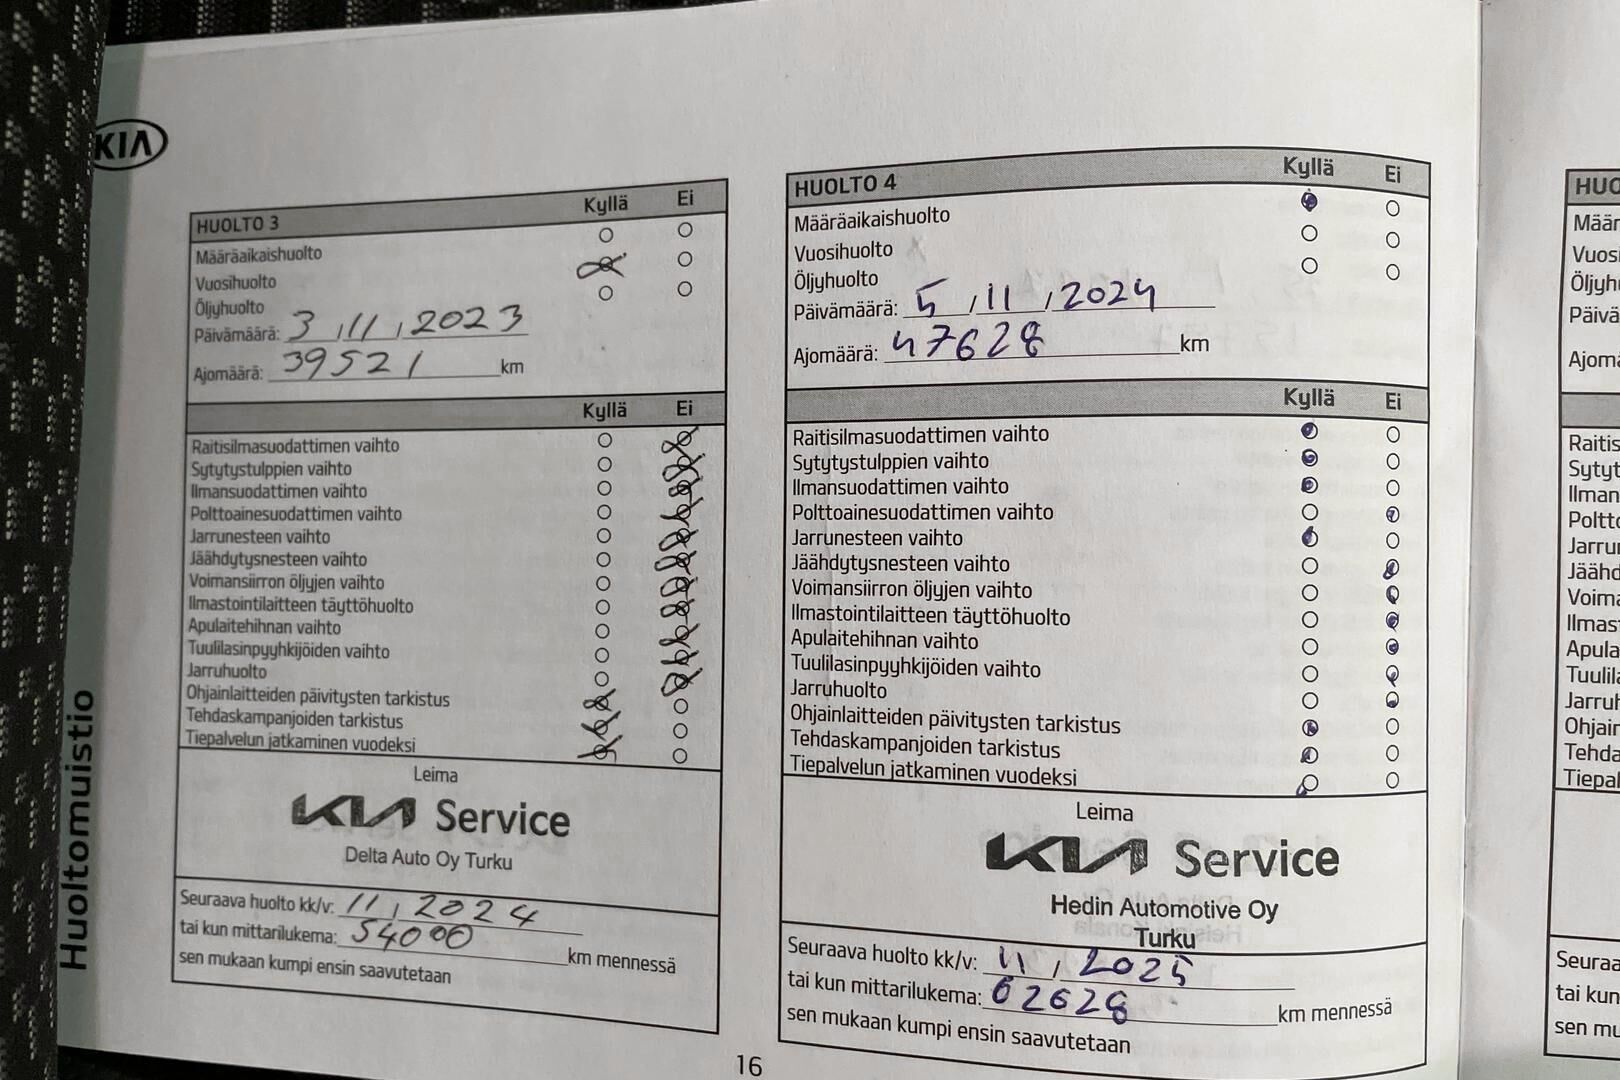 KIA
Huoltomuistio
HUOLTO 3 Kyllä Ei
Määräaikaishuolto
Vuosihuolto
Öljyhuolto
Päivämäärä: 3 / 11 / 2023
Ajomäärä: 39521 km
Kyllä Ei
Raitisilmasuodattimen vaihto
Sytytystulppien vaihto
Ilmansuodattimen vaihto
Polttoainesuodattimen vaihto
Jarrunesteen vaihto
Jäähdytysnesteen vaihto
Voimansiirron öljyjen vaihto
Ilmastointilaitteen täyttöhuolto
Apulaitehihnan vaihto
Tuulilasinpyyhkijöiden vaihto
Jarruhuolto
Ohjainlaitteiden päivitysten tarkistus
Tehdaskampanjoiden tarkistus
Tiepalvelun jatkaminen vuodeksi
Leima
KIA Service
Delta Auto Oy Turku
Seuraava huolto kk/v: 11 / 2024
tai kun mittarilukema: 54000 km mennessä
sen mukaan kumpi ensin saavutetaan
HUOLTO 4 Kyllä Ei
Määräaikaishuolto
Vuosihuolto
Öljyhuolto
Päivämäärä: 5 / 11 / 2024
Ajomäärä: 47628 km
Kyllä Ei
Raitisilmasuodattimen vaihto
Sytytystulppien vaihto
Ilmansuodattimen vaihto
Polttoainesuodattimen vaihto
Jarrunesteen vaihto
Jäähdytysnesteen vaihto
Voimansiirron öljyjen vaihto
Ilmastointilaitteen täyttöhuolto
Apulaitehihnan vaihto
Tuulilasinpyyhkijöiden vaihto
Jarruhuolto
Ohjainlaitteiden päivitysten tarkistus
Tehdaskampanjoiden tarkistus
Tiepalvelun jatkaminen vuodeksi
Leima
KIA Service
Hedin Automotive Oy
Turku
Seuraava huolto kk/v: 11 / 2025
tai kun mittarilukema: 62628 km mennessä
sen mukaan kumpi ensin saavutetaan
16